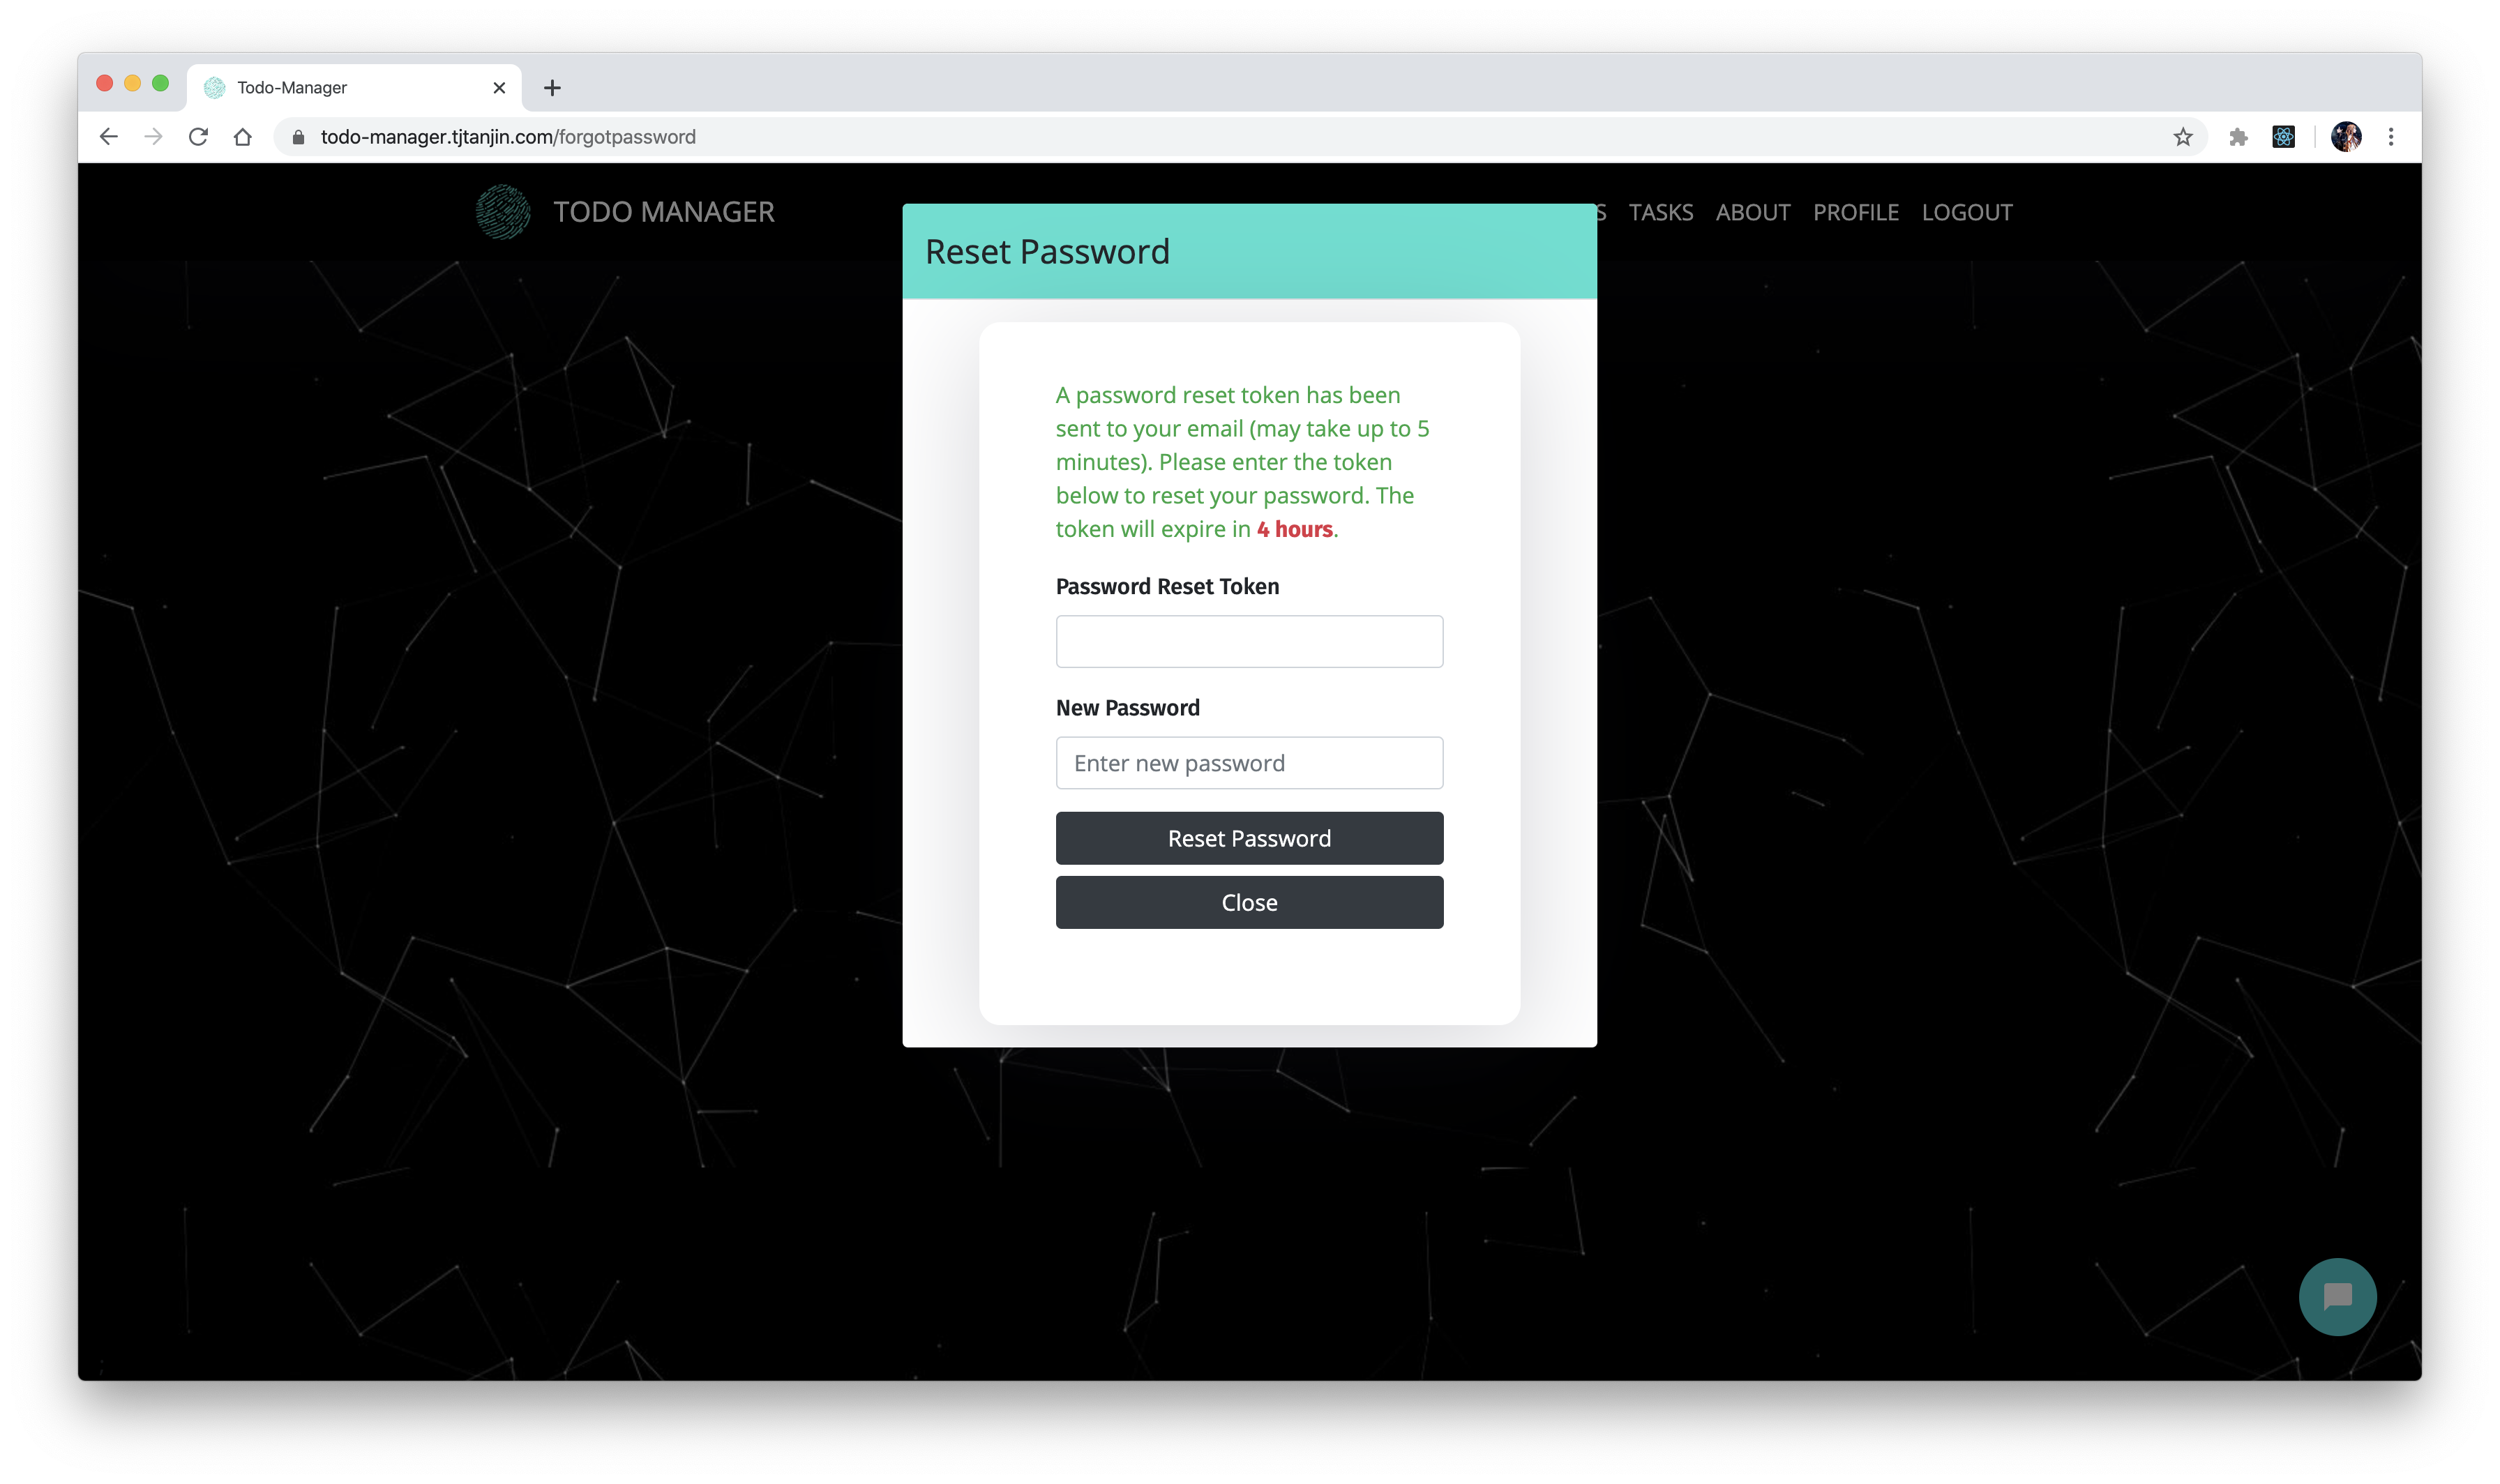 Todo-Manager
todo-manager.tjtanjin.com/forgotpassword
TODO MANAGER
S TASKS ABOUT PROFILE LOGOUT
Reset Password
A password reset token has been
sent to your email (may take up to 5
minutes). Please enter the token
below to reset your password. The
token will expire in 4 hours.
Password Reset Token
New Password
Enter new password
Reset Password
Close